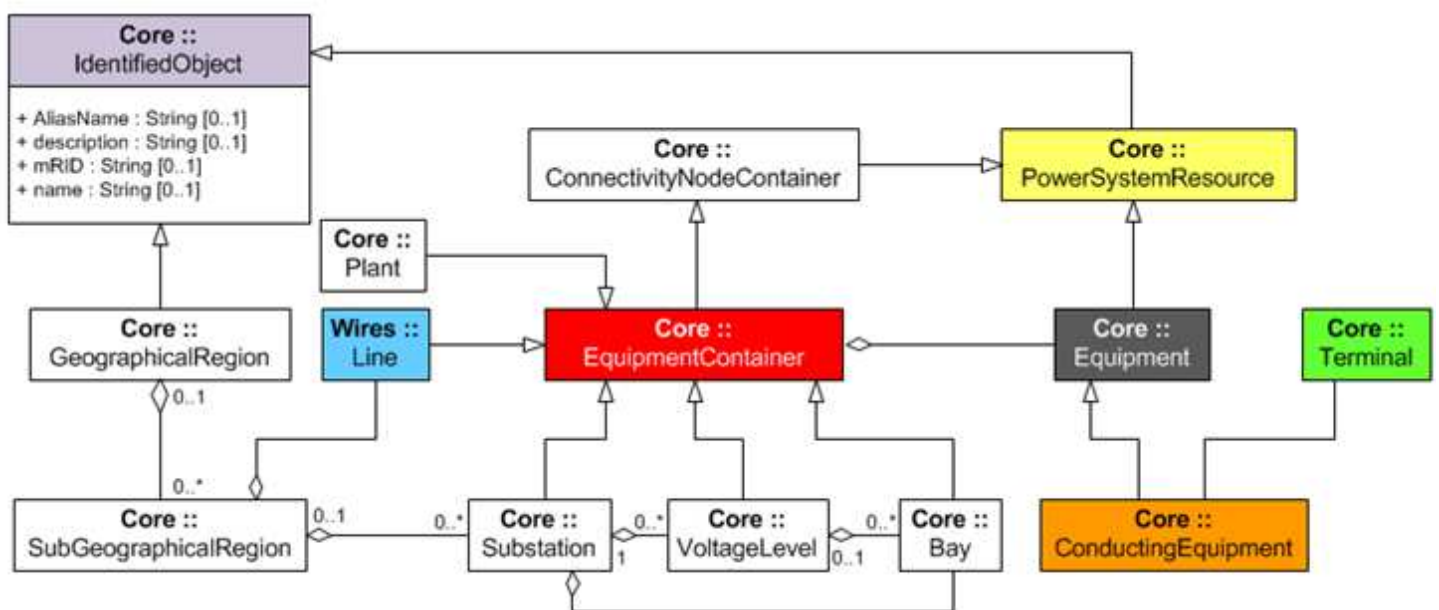 Core ::
IdentifiedObject
+ AliasName : String [0..1]
+ description : String [0..1]
+ mRID : String [0..1]
+ name : String [0..1]
Core ::
ConnectivityNodeContainer
Core ::
PowerSystemResource
Core ::
Plant
Core ::
GeographicalRegion
Wires ::
Line
Core ::
EquipmentContainer
Core ::
Equipment
Core ::
Terminal
0..1
0..*
Core ::
SubGeographicalRegion
0..1
0..*
Core ::
Substation
0..*
1
Core ::
VoltageLevel
0..*
0..1
Core ::
Bay
Core ::
ConductingEquipment